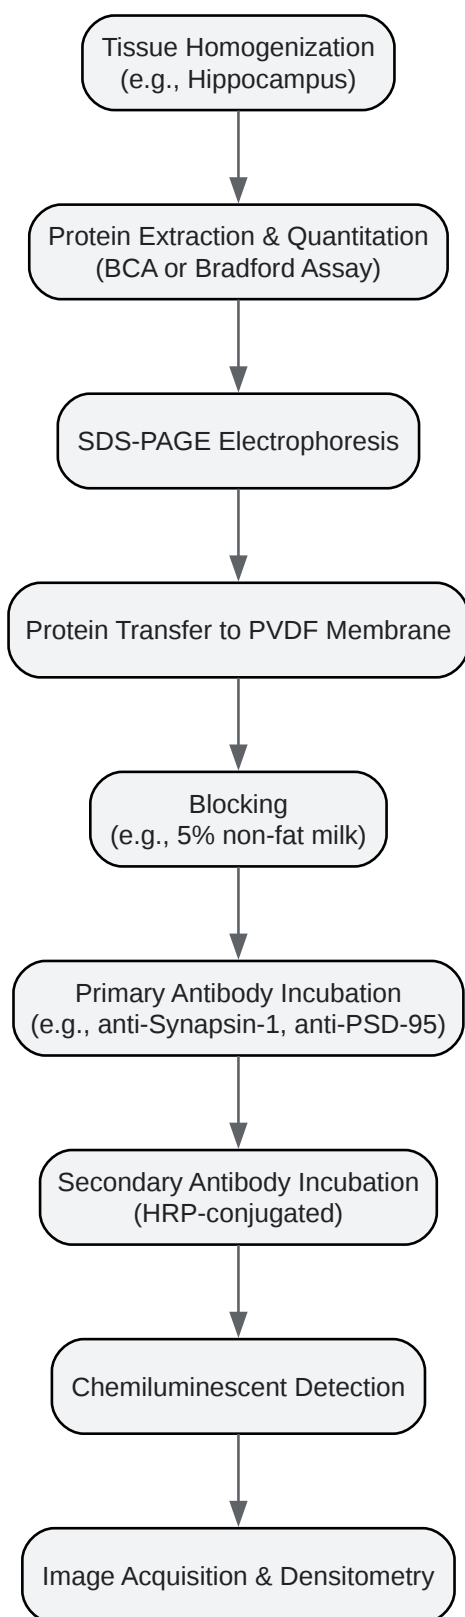 Tissue Homogenization
(e.g., Hippocampus)
Protein Extraction & Quantitation
(BCA or Bradford Assay)
SDS-PAGE Electrophoresis
Protein Transfer to PVDF Membrane
Blocking
(e.g., 5% non-fat milk)
Primary Antibody Incubation
(e.g., anti-Synapsin-1, anti-PSD-95)
Secondary Antibody Incubation
(HRP-conjugated)
Chemiluminescent Detection
Image Acquisition & Densitometry